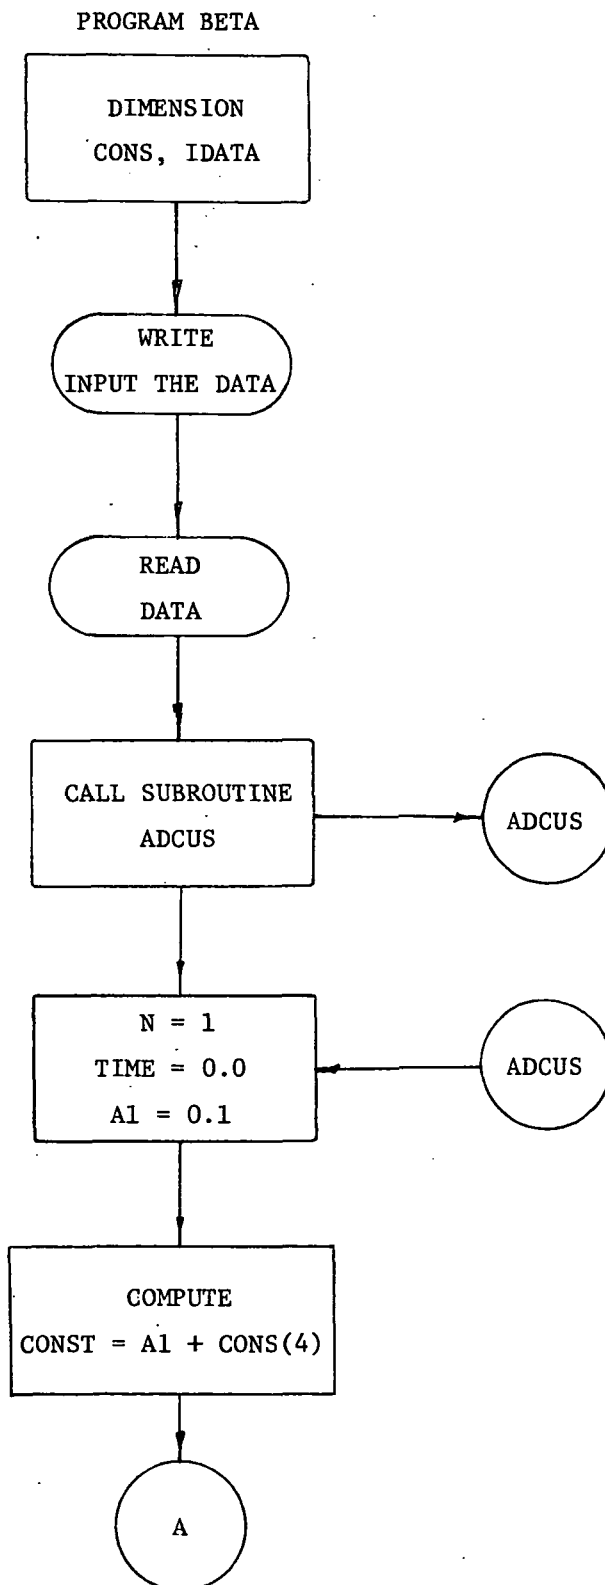 PROGRAM BETA
DIMENSION
CONS, IDATA
WRITE
INPUT THE DATA
READ
DATA
CALL SUBROUTINE
ADCUS
ADCUS
N = 1
TIME = 0.0
A1 = 0.1
ADCUS
COMPUTE
CONST = A1 + CONS(4)
A